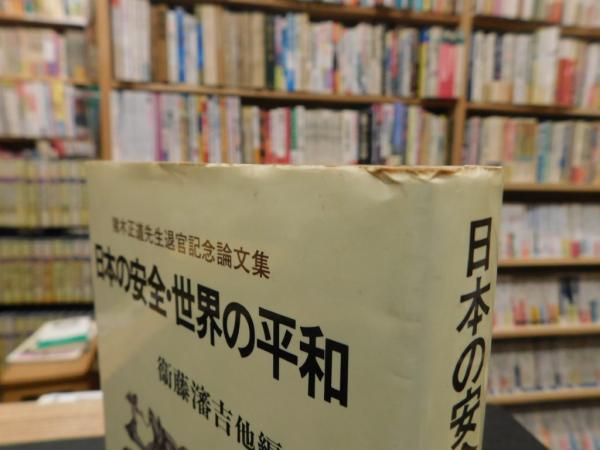 猪木正道先生退官記念論文集
日本の安全・世界の平和
衞藤瀋吉他編
日本の安全